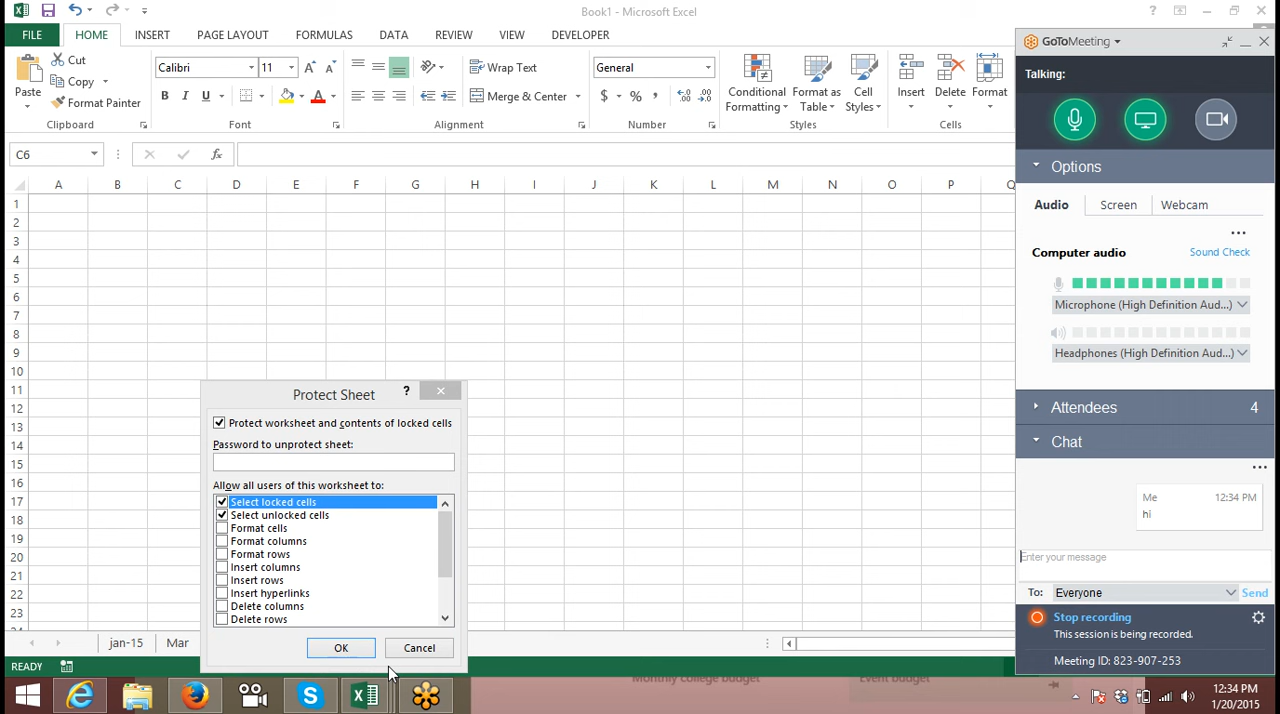 Book1 - Microsoft Excel
?
FILE HOME INSERT PAGE LAYOUT FORMULAS DATA REVIEW VIEW DEVELOPER
Paste
Cut
Copy
Format Painter
Clipboard
Calibri 11
A A
B I U A
Font
Wrap Text
Merge & Center
Alignment
General
$ % ,
Number
Conditional Formatting
Format as Table
Cell Styles
Styles
Insert
Delete
Format
Cells
C6
fx
A B C D E F G H I J K L M N O P Q
1
2
3
4
5
6
7
8
9
10
11
12
13
14
15
16
17
18
19
20
21
22
23
Protect Sheet ?
Protect worksheet and contents of locked cells
Password to unprotect sheet:
Allow all users of this worksheet to:
Select locked cells
Select unlocked cells
Format cells
Format columns
Format rows
Insert columns
Insert rows
Insert hyperlinks
Delete columns
Delete rows
OK Cancel
jan-15 Mar
READY
Monthly college budget
Event budget
GoToMeeting
Talking:
Options
Audio Screen Webcam
Computer audio Sound Check
Microphone (High Definition Aud...)
Headphones (High Definition Aud...)
Attendees 4
Chat
Me 12:34 PM
hi
Enter your message
To: Everyone Send
Stop recording
This session is being recorded.
Meeting ID: 823-907-253
12:34 PM
1/20/2015